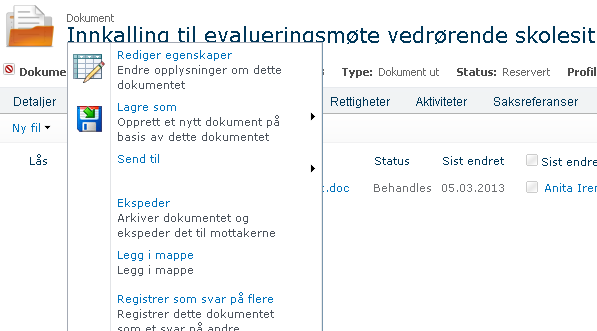 Dokument
Innkalling til evalueringsmøte vedrørende skolesit
Dokume
Type: Dokument ut Status: Reservert Profil
Detaljer Rettigheter Aktiviteter Saksreferanser
Ny fil
Lås Status Sist endret Sist endre
.doc Behandles 05.03.2013 Anita Iren
Rediger egenskaper
Endre opplysninger om dette
dokumentet
Lagre som
Opprett et nytt dokument på
basis av dette dokumentet
Send til
Ekspeder
Arkiver dokumentet og
ekspeder det til mottakerne
Legg i mappe
Legg i mappe
Registrer som svar på flere
Registrer dette dokumentet
som et svar på andre